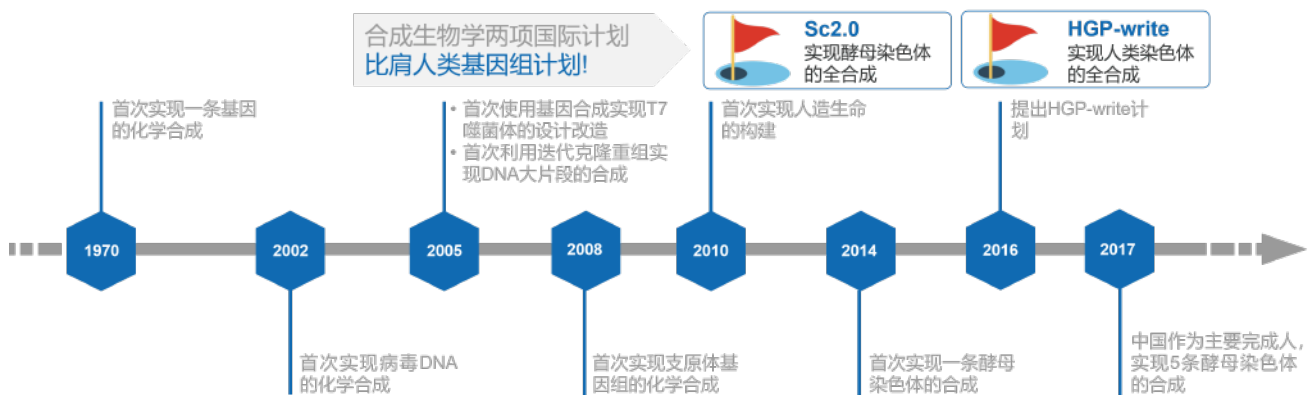 合成生物学两项国际计划
比肩人类基因组计划!
Sc2.0
实现酵母染色体
的全合成
HGP-write
实现人类染色体
的全合成
首次实现一条基因
的化学合成
• 首次使用基因合成实现T7
噬菌体的设计改造
• 首次利用迭代克隆重组实
现DNA大片段的合成
首次实现人造生命
的构建
提出HGP-write计
划
1970
2002
2005
2008
2010
2014
2016
2017
首次实现病毒DNA
的化学合成
首次实现支原体基
因组的化学合成
首次实现一条酵母
染色体的合成
中国作为主要完成人，
实现5条酵母染色体
的合成